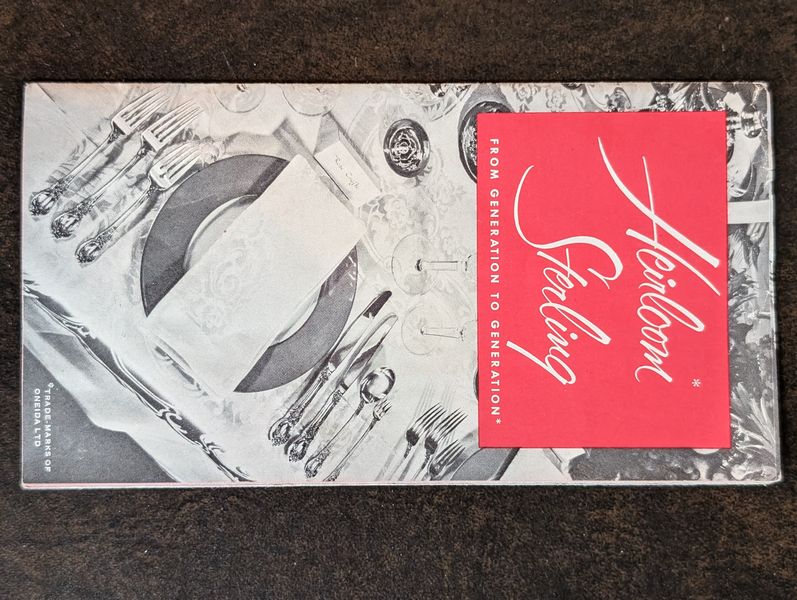 Heirloom*
Sterling
FROM GENERATION TO GENERATION*
*TRADE-MARKS OF
ONEIDA LTD